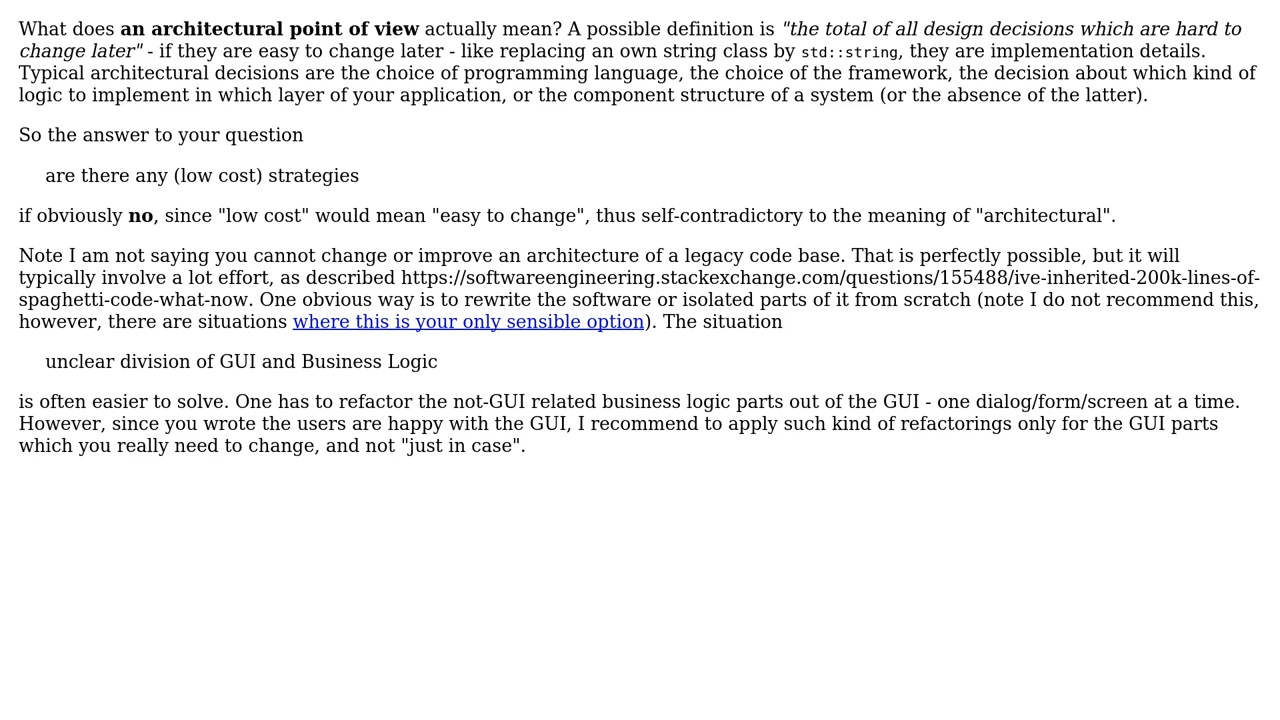 What does an architectural point of view actually mean? A possible definition is "the total of all design decisions which are hard to
change later" - if they are easy to change later - like replacing an own string class by std::string, they are implementation details.
Typical architectural decisions are the choice of programming language, the choice of the framework, the decision about which kind of
logic to implement in which layer of your application, or the component structure of a system (or the absence of the latter).
So the answer to your question
are there any (low cost) strategies
if obviously no, since "low cost" would mean "easy to change", thus self-contradictory to the meaning of "architectural".
Note I am not saying you cannot change or improve an architecture of a legacy code base. That is perfectly possible, but it will
typically involve a lot effort, as described https://softwareengineering.stackexchange.com/questions/155488/ive-inherited-200k-lines-of-
spaghetti-code-what-now. One obvious way is to rewrite the software or isolated parts of it from scratch (note I do not recommend this,
however, there are situations where this is your only sensible option). The situation
unclear division of GUI and Business Logic
is often easier to solve. One has to refactor the not-GUI related business logic parts out of the GUI - one dialog/form/screen at a time.
However, since you wrote the users are happy with the GUI, I recommend to apply such kind of refactorings only for the GUI parts
which you really need to change, and not "just in case".